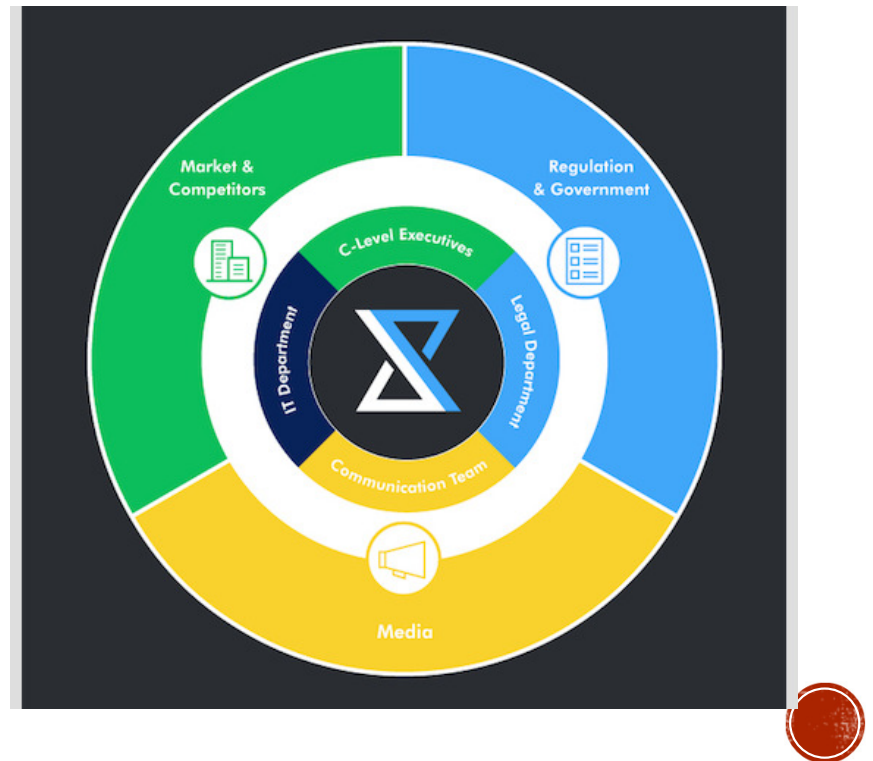 Market &
Competitors
Regulation
& Government
C-Level Executives
IT Department
Legal Department
Communication Team
Media